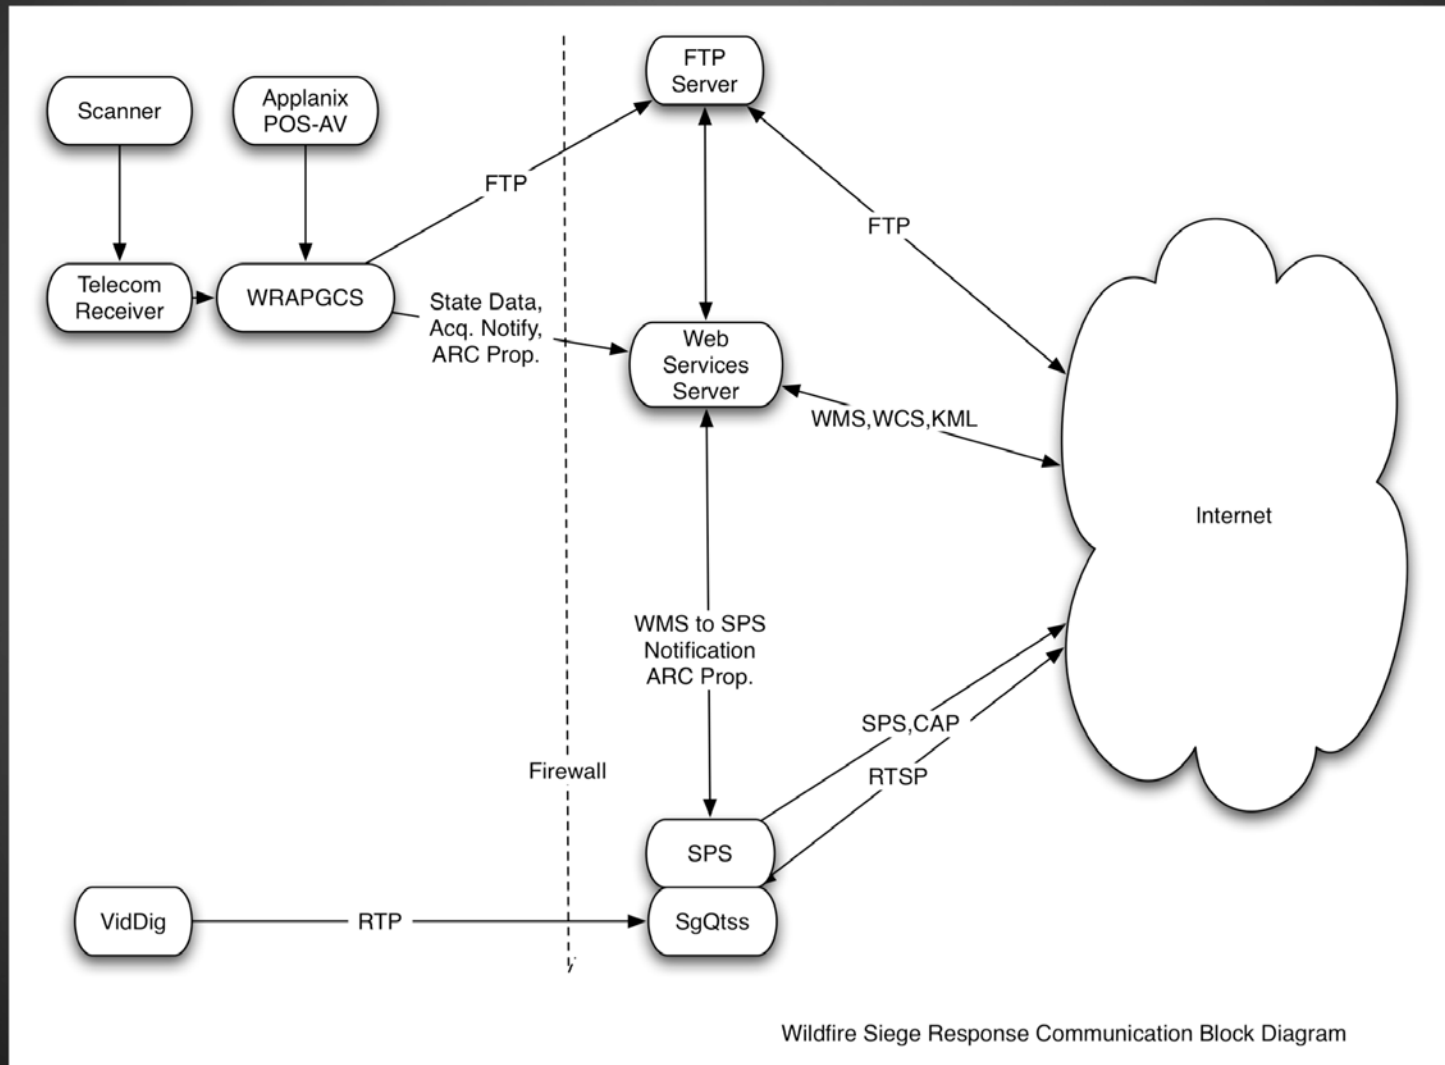 FTP
Server
Scanner
Applanix
POS-AV
FTP
FTP
Telecom
Receiver
WRAPGCS
State Data,
Acq. Notify,
ARC Prop.
Web
Services
Server
WMS,WCS,KML
Internet
WMS to SPS
Notification
ARC Prop.
SPS,CAP
Firewall
RTSP
SPS
VidDig
RTP
SgQtss
Wildfire Siege Response Communication Block Diagram